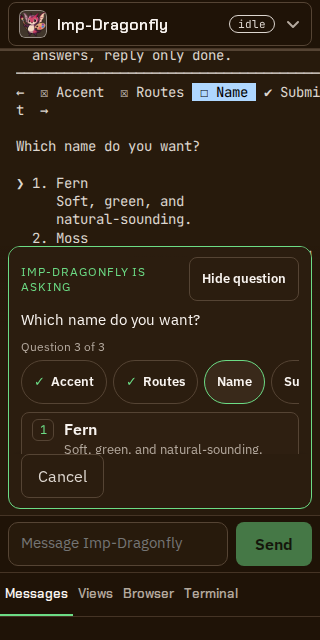 Imp-Dragonfly
idle
answers, reply only done.
← ☒ Accent ☒ Routes ☐ Name ✔ Submi
t →
Which name do you want?
❯ 1. Fern
Soft, green, and
natural-sounding.
2. Moss
IMP-DRAGONFLY IS
ASKING
Hide question
Which name do you want?
Question 3 of 3
✓ Accent ✓ Routes Name Su
1 Fern
Soft, green, and natural-sounding.
Cancel
Message Imp-Dragonfly
Send
Messages Views Browser Terminal